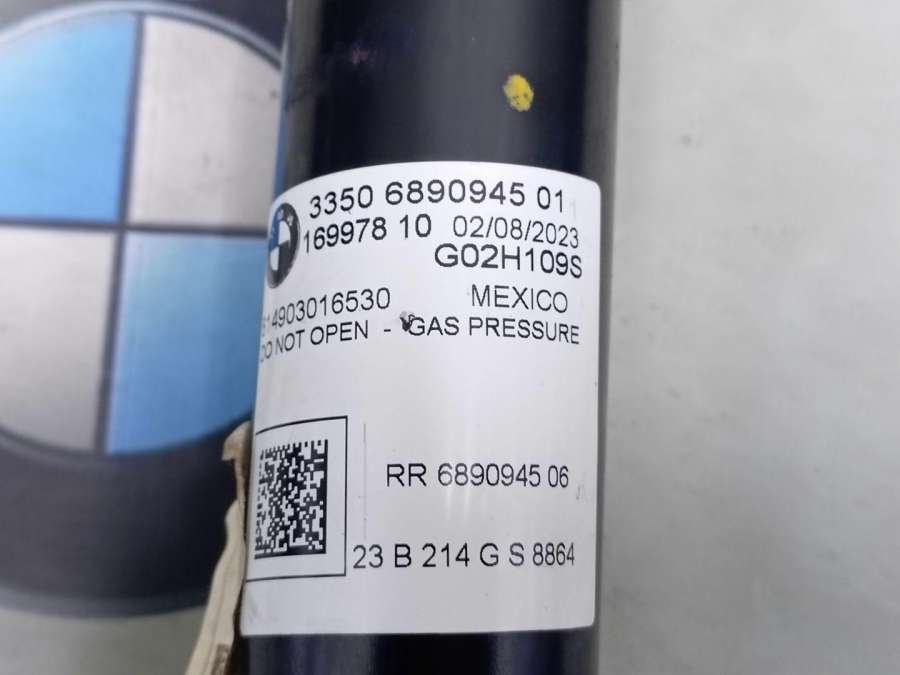 3350 6890945 01
169978 10 02/08/2023
G02H109S
14903016530 MEXICO
DO NOT OPEN - GAS PRESSURE
RR 6890945 06
23 B 214 G S 8864